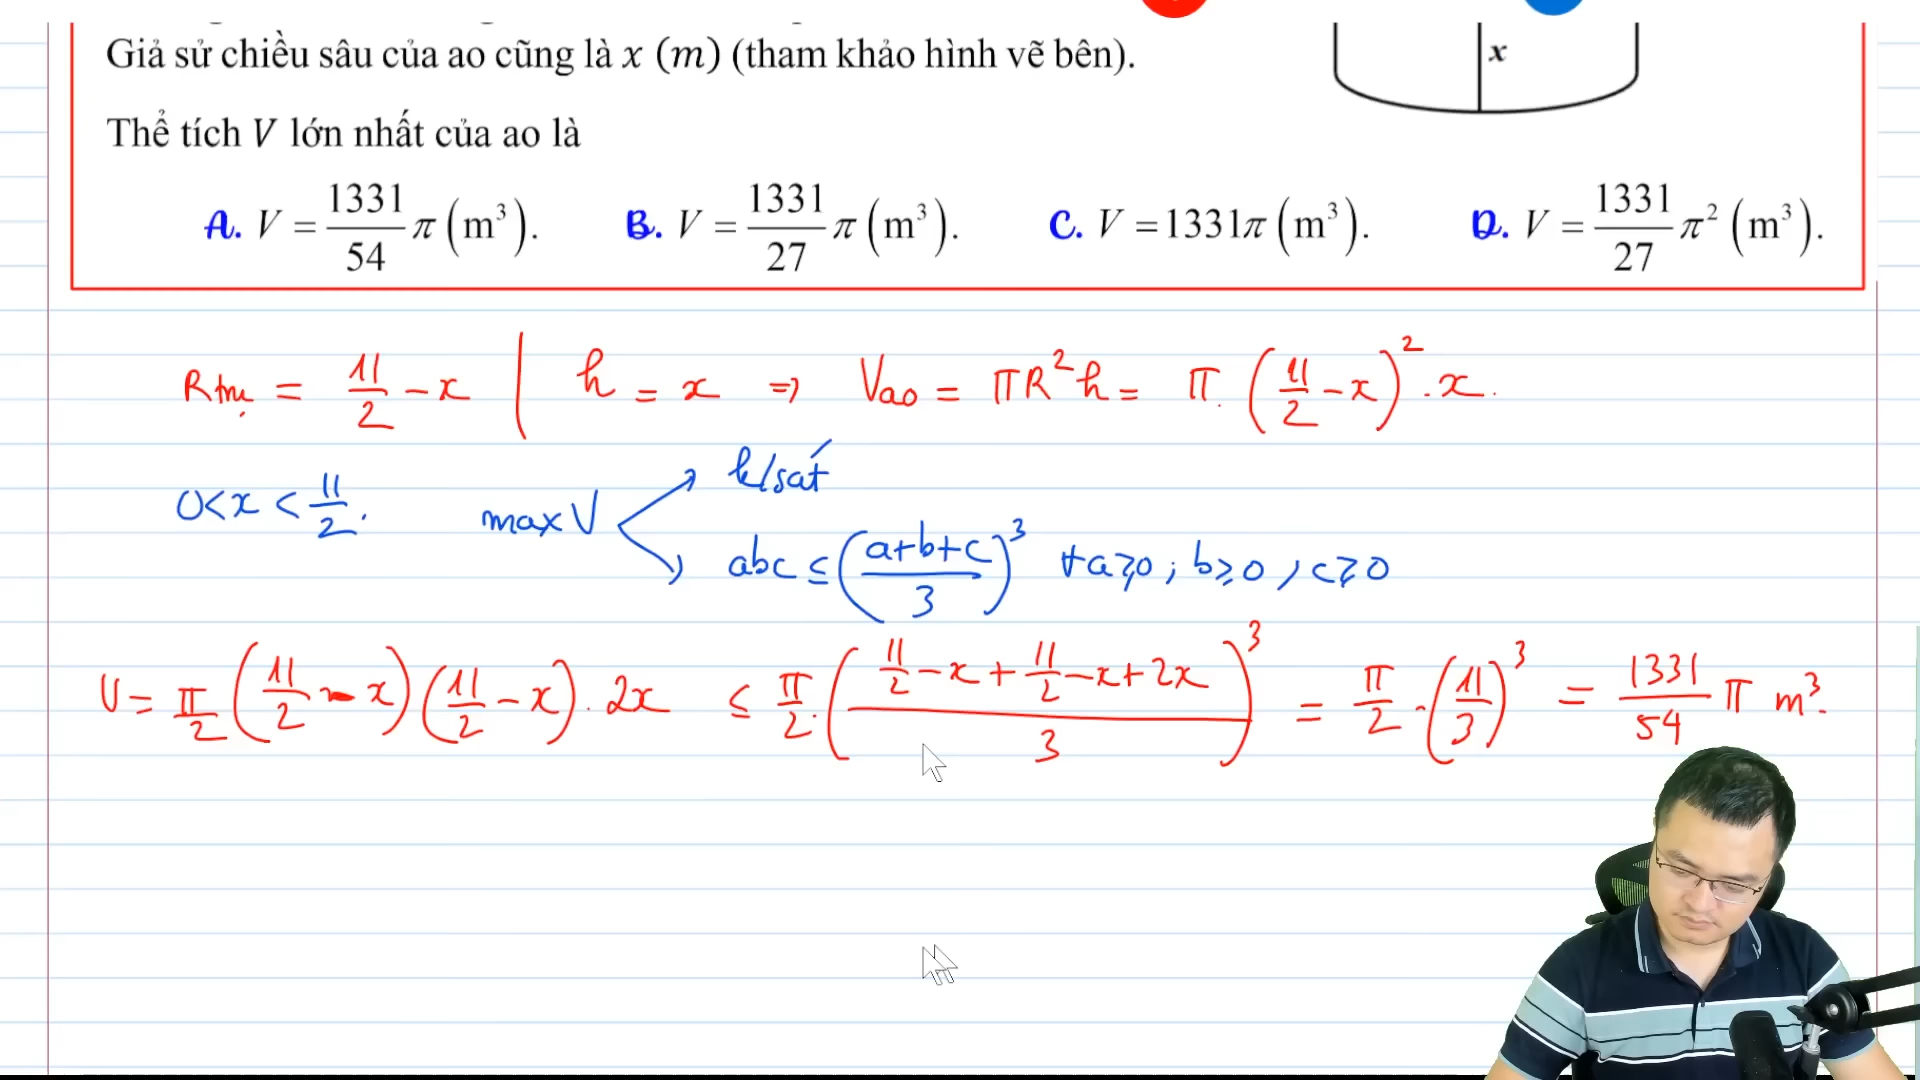 Giả sử chiều sâu của ao cũng là x (m) (tham khảo hình vẽ bên).
x
Thể tích V lớn nhất của ao là
A. V = 1331/54 π (m³). B. V = 1331/27 π (m³). C. V = 1331π (m³). D. V = 1331/27 π² (m³).
R trụ = 11/2 - x | h = x ⇒ Vao = πR²h = π. (11/2 - x)². x.
0 < x < 11/2.
max V
k/sát
abc ≤ ((a+b+c)/3)³ ∀a ≥ 0 ; b ≥ 0 , c ≥ 0
V = π/2 (11/2 - x)(11/2 - x). 2x ≤ π/2 . ((11/2 - x + 11/2 - x + 2x)/3)³ = π/2 . (11/3)³ = 1331/54 π m³.